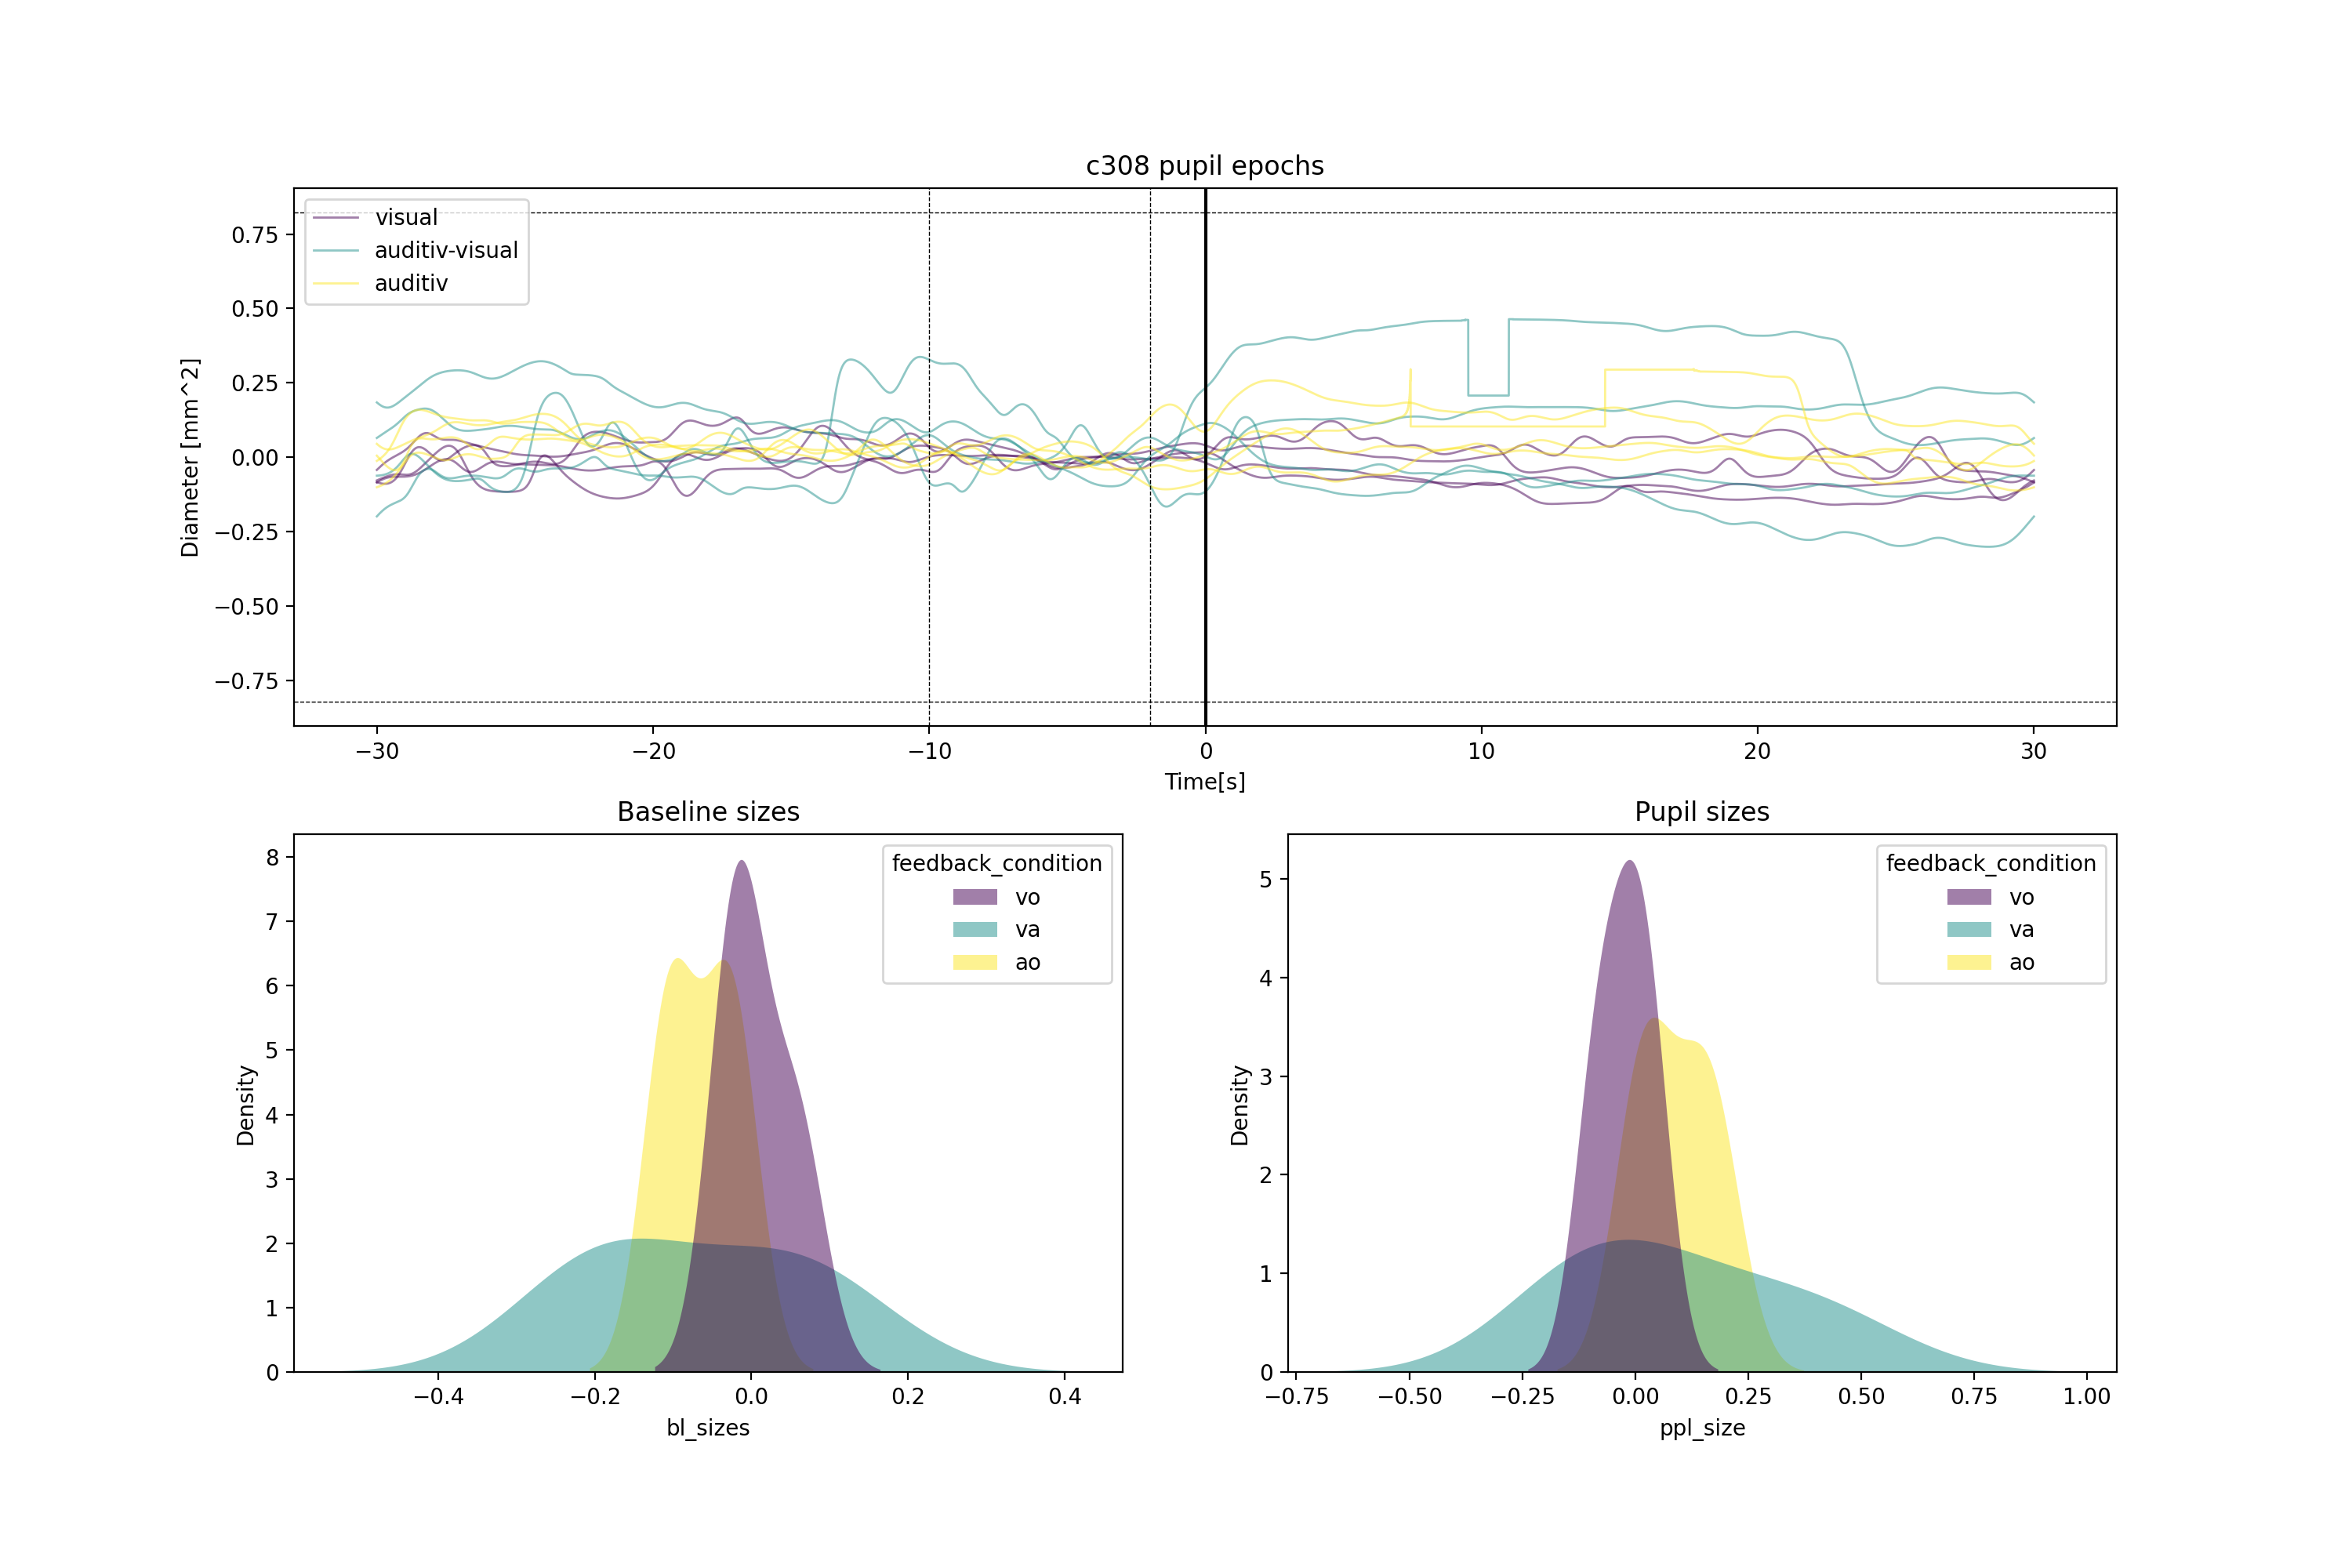 c308 pupil epochs
visual
auditiv-visual
auditiv
0.75
0.50
0.25
0.00
−0.25
−0.50
−0.75
Diameter [mm^2]
−30 −20 −10 0 10 20 30
Time[s]
Baseline sizes
feedback_condition
vo
va
ao
8
7
6
5
4
3
2
1
0
Density
−0.4 −0.2 0.0 0.2 0.4
bl_sizes
Pupil sizes
feedback_condition
vo
va
ao
5
4
3
2
1
0
Density
−0.75 −0.50 −0.25 0.00 0.25 0.50 0.75 1.00
ppl_size